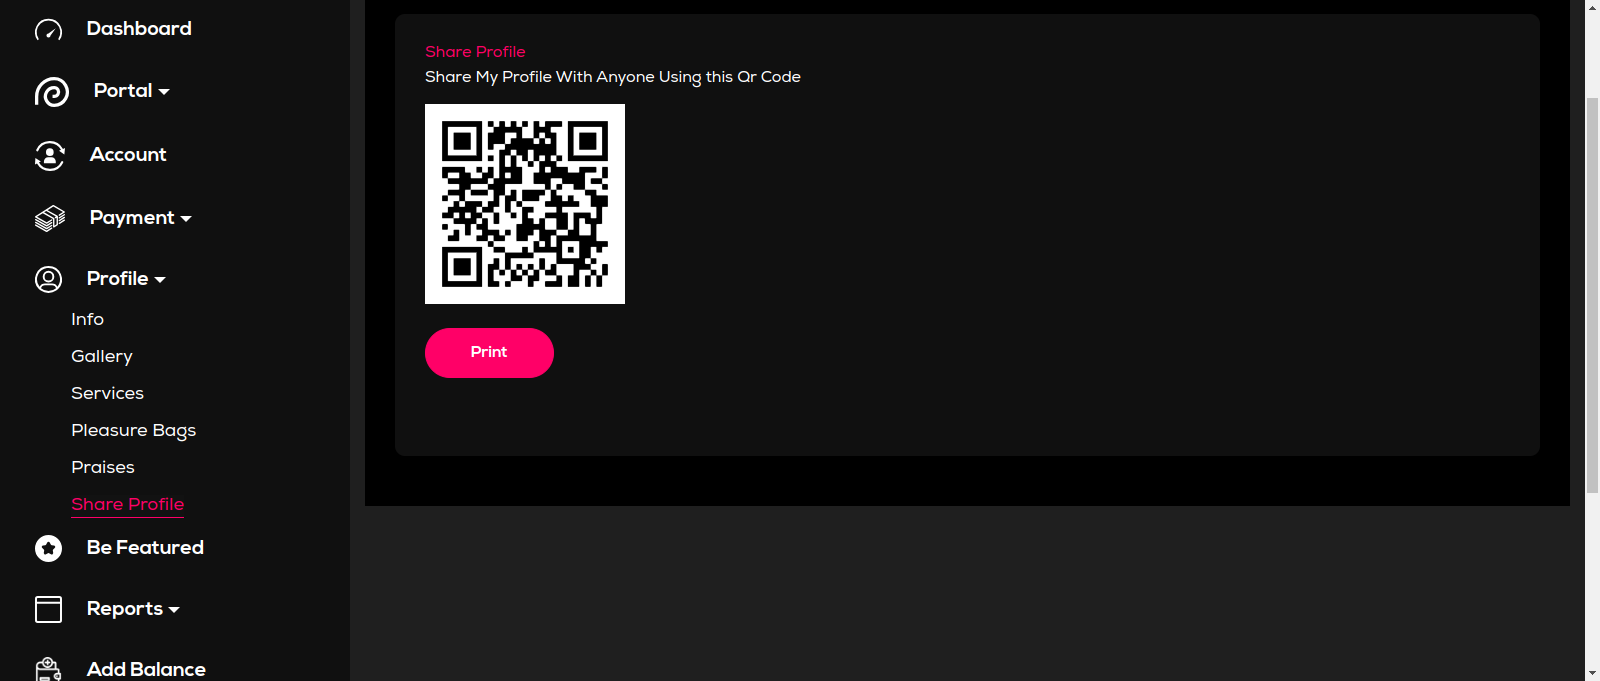 Dashboard
Portal
Account
Payment
Profile
Info
Gallery
Services
Pleasure Bags
Praises
Share Profile
Be Featured
Reports
Add Balance
Share Profile
Share My Profile With Anyone Using this Qr Code
Print